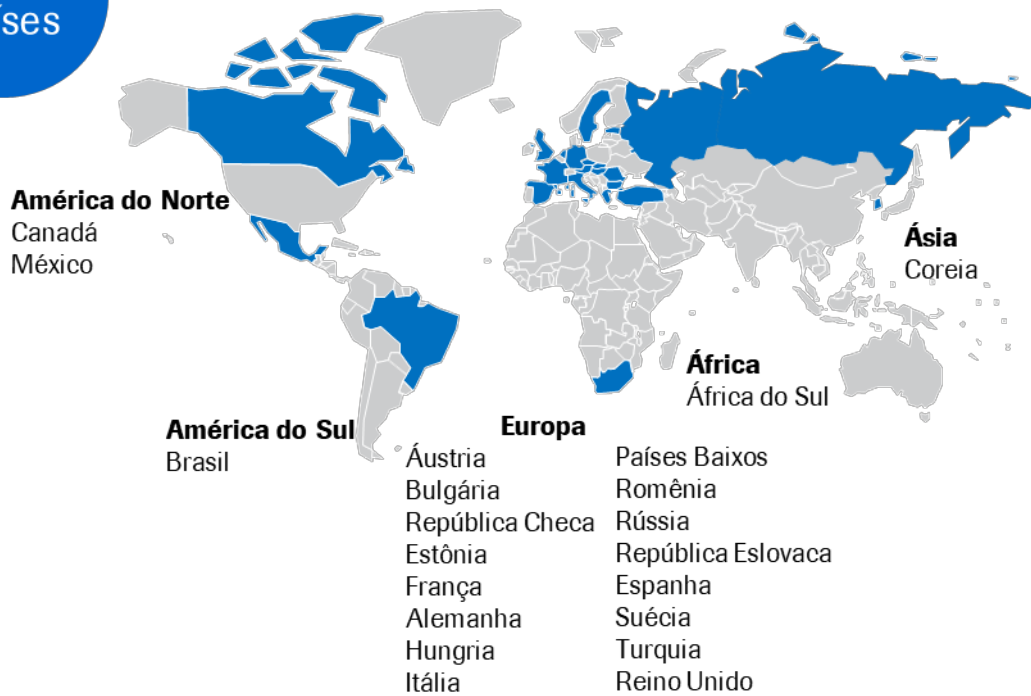 América do Norte
Canadá
México
Ásia
Coreia
África
África do Sul
América do Sul
Brasil
Europa
Áustria
Bulgária
República Checa
Estônia
França
Alemanha
Hungria
Itália
Países Baixos
Romênia
Rússia
República Eslovaca
Espanha
Suécia
Turquia
Reino Unido